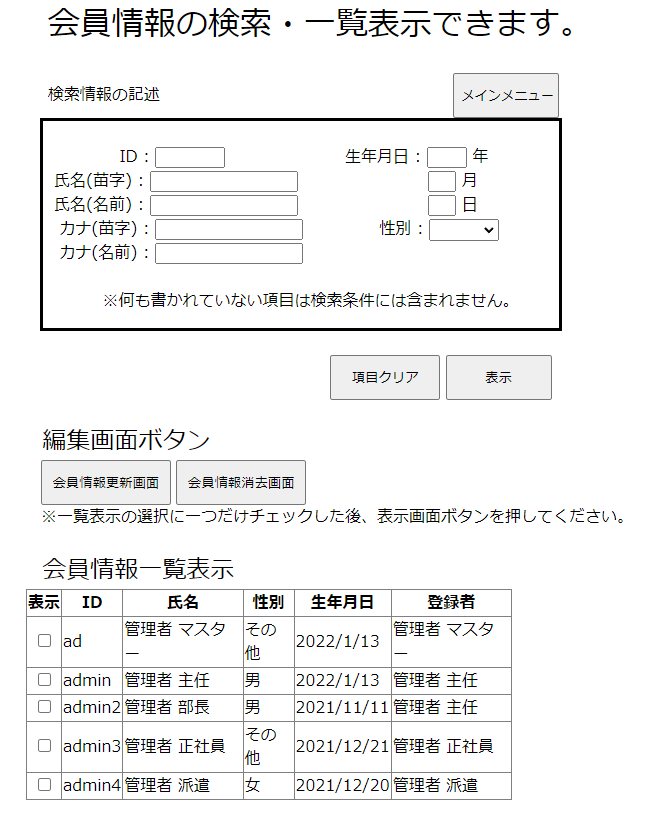 会員情報の検索・一覧表示できます。
検索情報の記述
メインメニュー
ID：
生年月日： 年
氏名(苗字)：
月
氏名(名前)：
日
カナ(苗字)：
性別：
カナ(名前)：
※何も書かれていない項目は検索条件には含まれません。
項目クリア 表示
編集画面ボタン
会員情報更新画面 会員情報消去画面
※一覧表示の選択に一つだけチェックした後、表示画面ボタンを押してください。
会員情報一覧表示
表示 ID 氏名 性別 生年月日 登録者
ad 管理者 マスター その他 2022/1/13 管理者 マスター
admin 管理者 主任 男 2022/1/13 管理者 主任
admin2 管理者 部長 男 2021/11/11 管理者 主任
admin3 管理者 正社員 その他 2021/12/21 管理者 正社員
admin4 管理者 派遣 女 2021/12/20 管理者 派遣